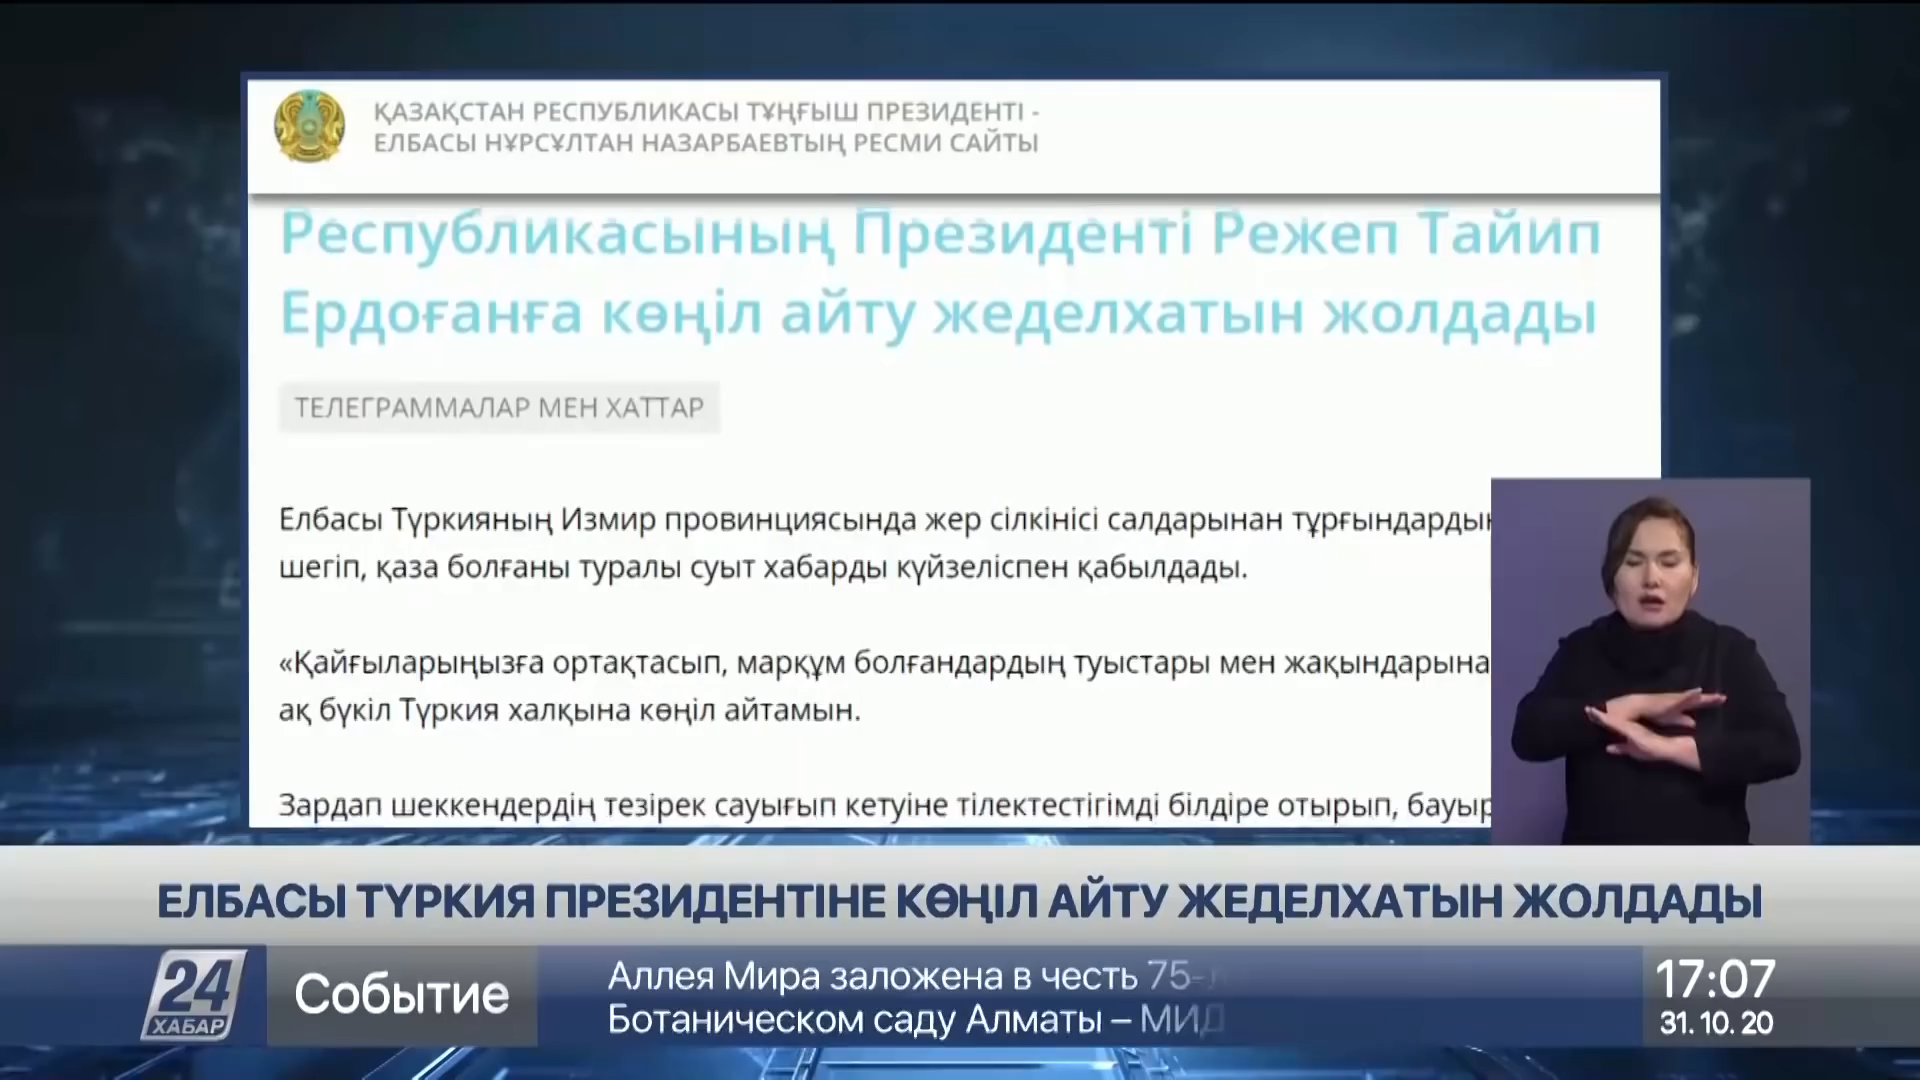 ҚАЗАҚСТАН РЕСПУБЛИКАСЫ ТҰҢҒЫШ ПРЕЗИДЕНТІ -
ЕЛБАСЫ НҰРСҰЛТАН НАЗАРБАЕВТЫҢ РЕСМИ САЙТЫ
Республикасының Президенті Режеп Тайип
Ердоғанға көңіл айту жеделхатын жолдады
ТЕЛЕГРАММАЛАР МЕН ХАТТАР
Елбасы Түркияның Измир провинциясында жер сілкінісі салдарынан
шегіп, қаза болғаны туралы суыт хабарды күйзеліспен қабылдады.
«Қайғыларыңызға ортақтасып, марқұм болғандардың туыстары мен жақындарына
ақ бүкіл Түркия халқына көңіл айтамын.
Зардап шеккендердің тезірек сауығып кетуіне тілектестігімді білдіре отырып,
ЕЛБАСЫ ТҮРКИЯ ПРЕЗИДЕНТІНЕ КӨҢІЛ АЙТУ ЖЕДЕЛХАТЫН ЖОЛДАДЫ
24
ХАБАР
Событие
Аллея Мира заложена в честь 75-
Ботаническом саду Алматы – МИД
17:07
31. 10. 20